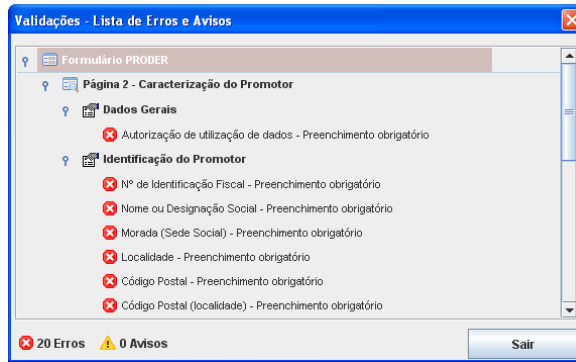 Validações - Lista de Erros e Avisos
Formulário PRODER
Página 2 - Caracterização do Promotor
Dados Gerais
Autorização de utilização de dados - Preenchimento obrigatório
Identificação do Promotor
Nº de Identificação Fiscal - Preenchimento obrigatório
Nome ou Designação Social - Preenchimento obrigatório
Morada (Sede Social) - Preenchimento obrigatório
Localidade - Preenchimento obrigatório
Código Postal - Preenchimento obrigatório
Código Postal (localidade) - Preenchimento obrigatório
20 Erros 0 Avisos Sair